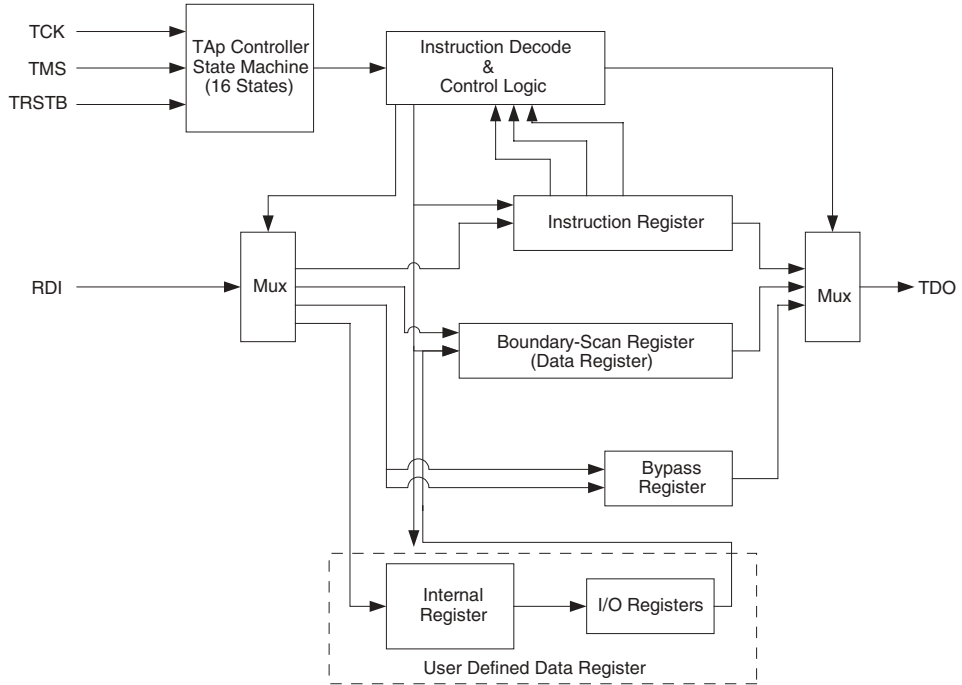 TCK
TMS
TRSTB
TAp Controller
State Machine
(16 States)
Instruction Decode
&
Control Logic
Instruction Register
RDI
Mux
Mux
TDO
Boundary-Scan Register
(Data Register)
Bypass
Register
Internal
Register
I/O Registers
User Defined Data Register